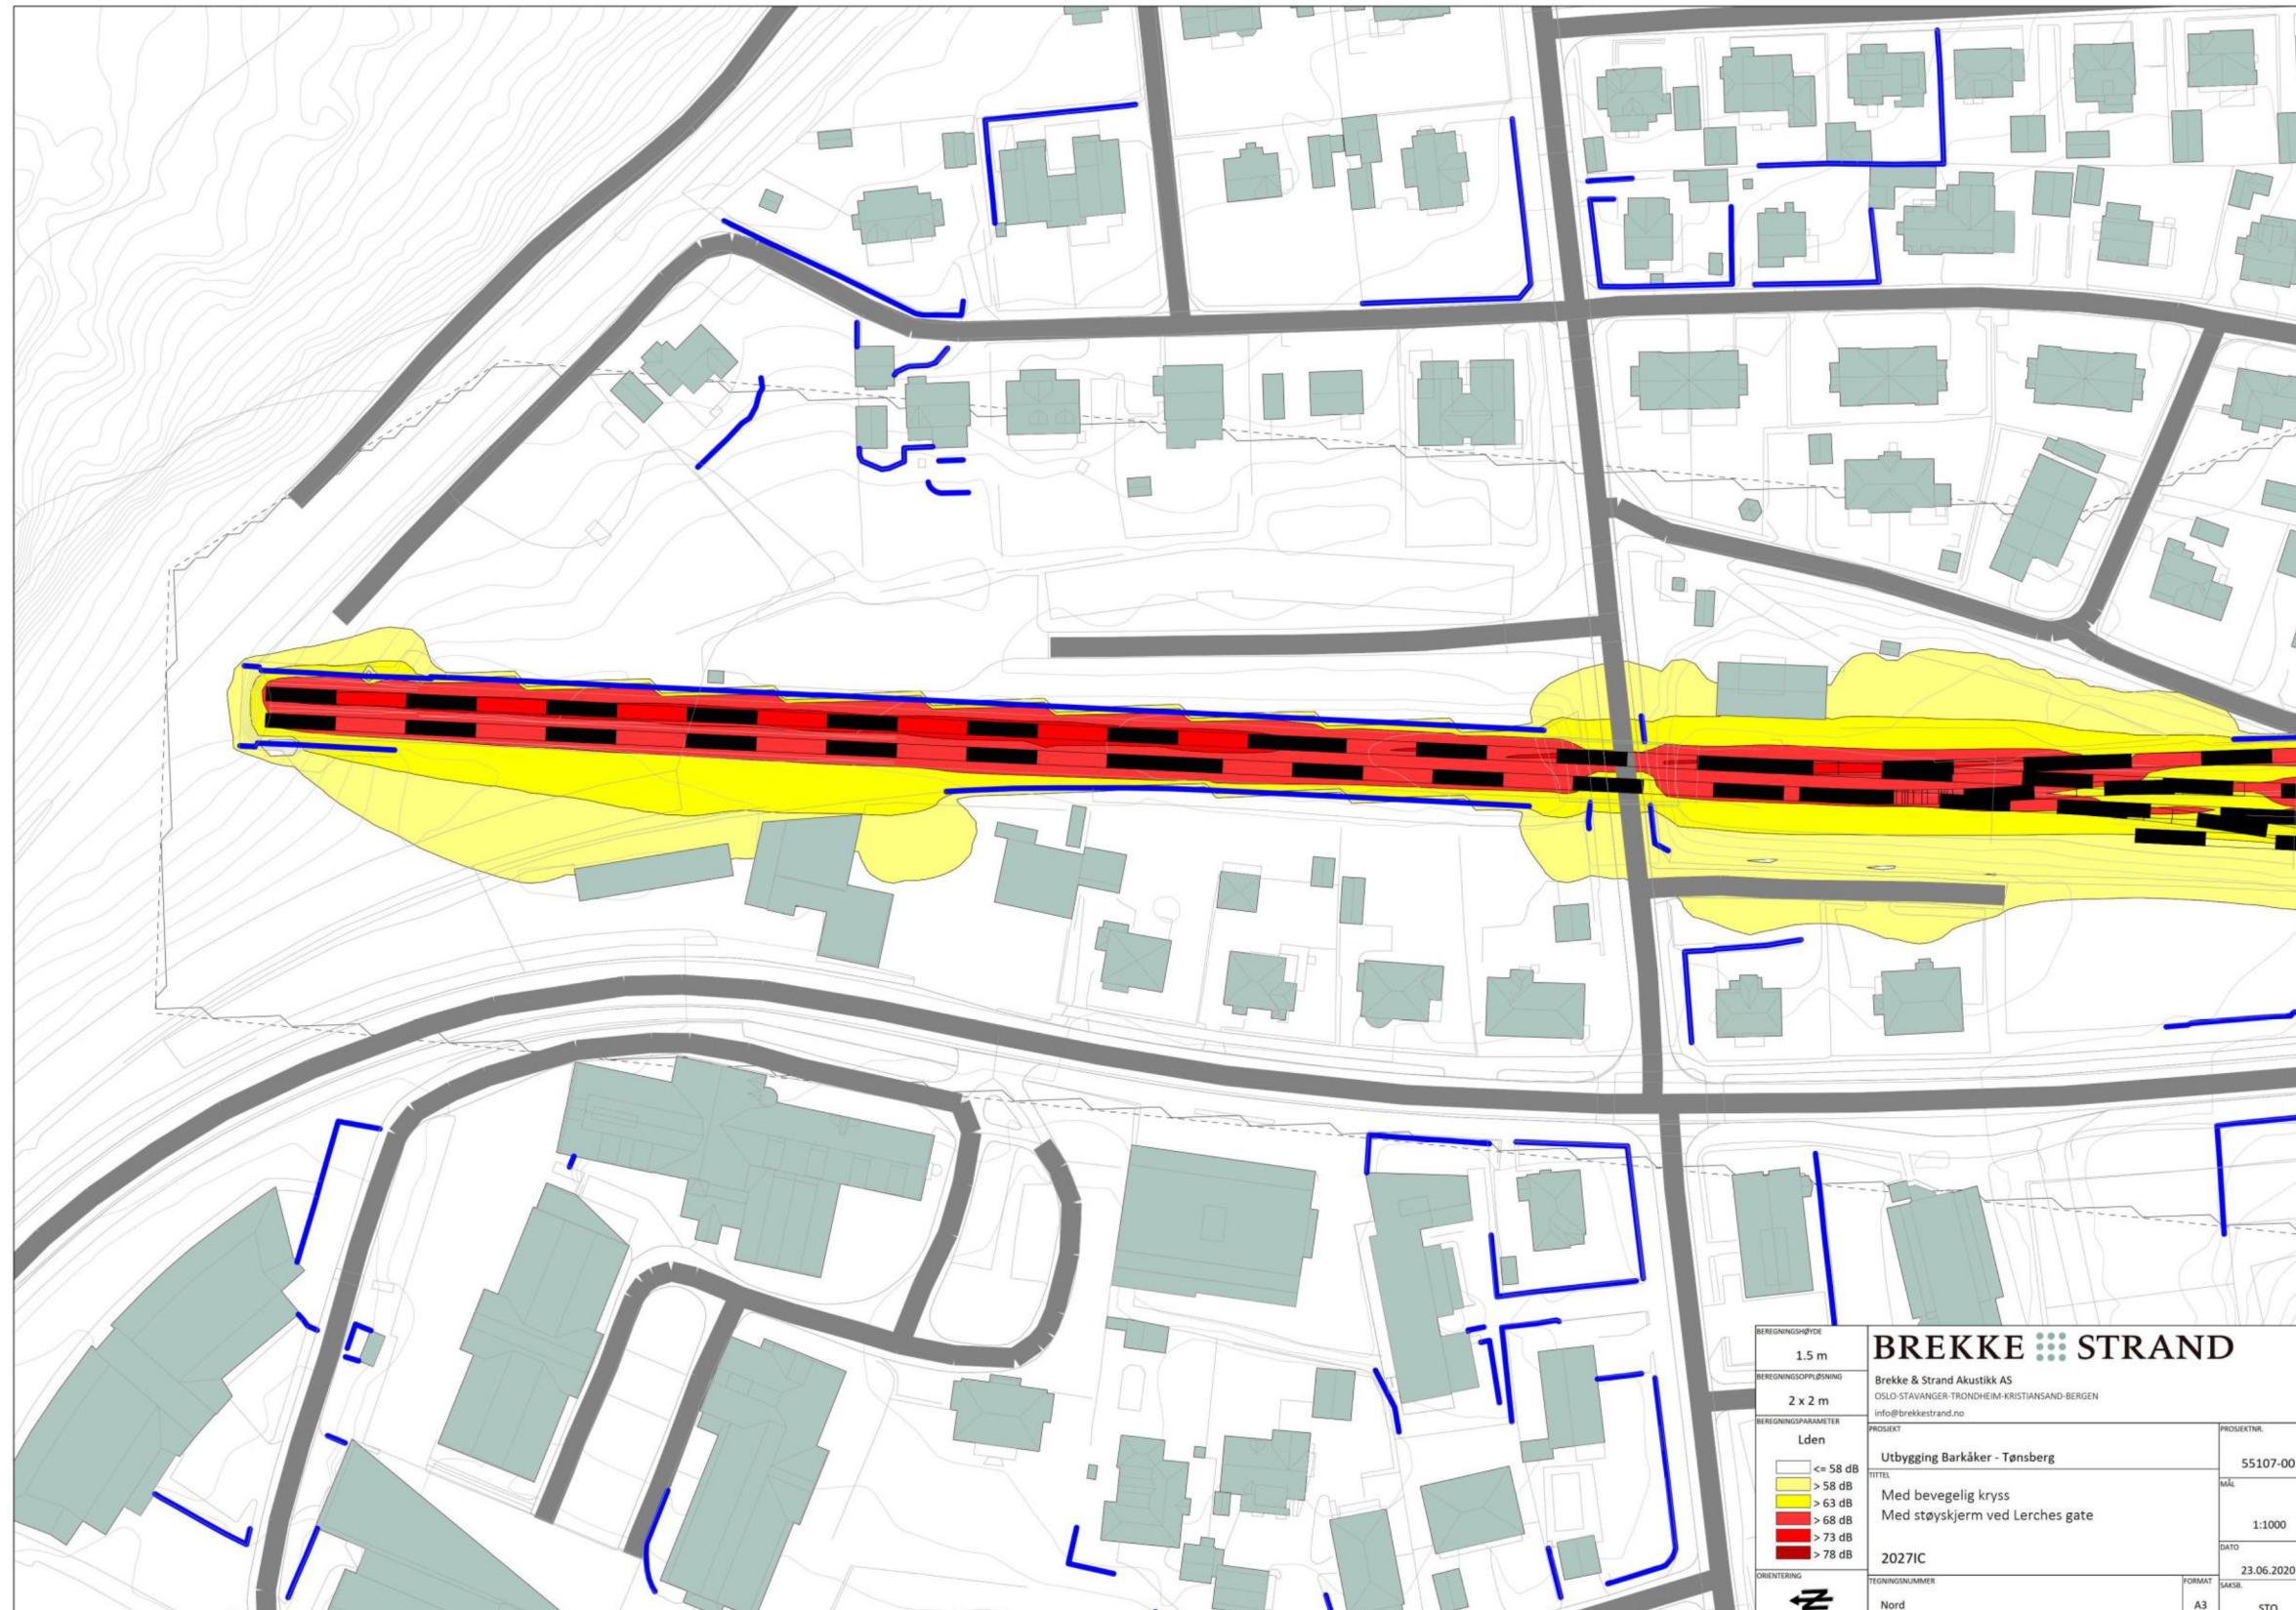 BEREGNINGSHØYDE
1.5 m
BEREGNINGSOPPLØSNING
2 x 2 m
BEREGNINGSPARAMETER
Lden
<= 58 dB
> 58 dB
> 63 dB
> 68 dB
> 73 dB
> 78 dB
ORIENTERING
BREKKE STRAND
Brekke & Strand Akustikk AS
OSLO-STAVANGER-TRONDHEIM-KRISTIANSAND-BERGEN
info@brekkestrand.no
PROSJEKT
Utbygging Barkåker - Tønsberg
PROSJEKTNR.
55107-00
TITTEL
Med bevegelig kryss
Med støyskjerm ved Lerches gate
2027IC
MÅL
1:1000
DATO
23.06.2020
TEGNINGSNUMMER
Nord
FORMAT
A3
SAKSB.
STO